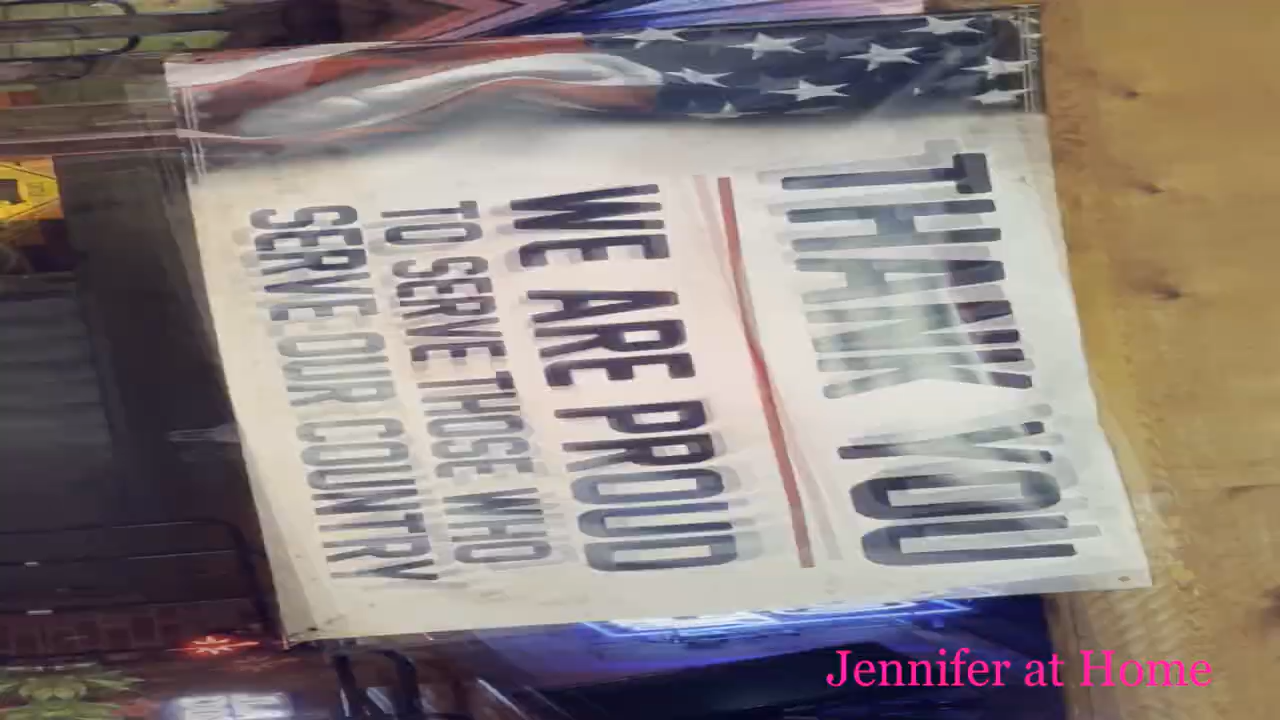 THANK YOU
WE ARE PROUD
TO SERVE THOSE WHO
SERVE OUR COUNTRY
Jennifer at Home